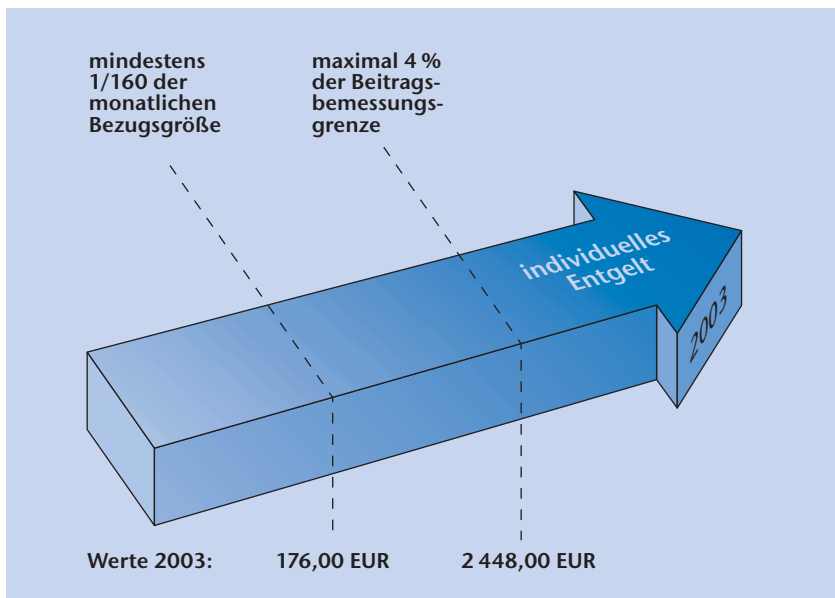 mindestens
1/160 der
monatlichen
Bezugsgröße
maximal 4 %
der Beitrags-
bemessungs-
grenze
individuelles
Entgelt
2003
Werte 2003: 176,00 EUR 2 448,00 EUR